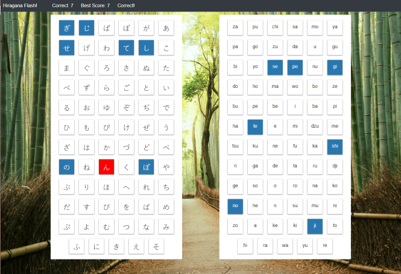 Hiragana Flash! Correct: 7 Best Score: 7 Correct!!
ぎ じ ぱ ぼ が あ
せ げ わ て し こ
ま ぐ ろ さ ぬ た
ず ら ご と い
る お ゆ ぞ ぢ で
ひ も び け ぜ う
ざ は か づ ど
の ね ん く ぽ や
ぷ り ほ へ れ ち
だ す ぴ を ば め
ぶ よ む つ な み
ふ に き え そ
za pu chi sa mo ya
pa go zu da u gu
bi yo se po nu gi
do ho ma wo bo ze
bu pe be i ba pi
ha te e mi dzu me
tsu ku ne fu ka shi
ri ga de ta ru
ge so o ro na ko
no he n su mu ni
zo a ke ki ji to
hi ra wa yu re